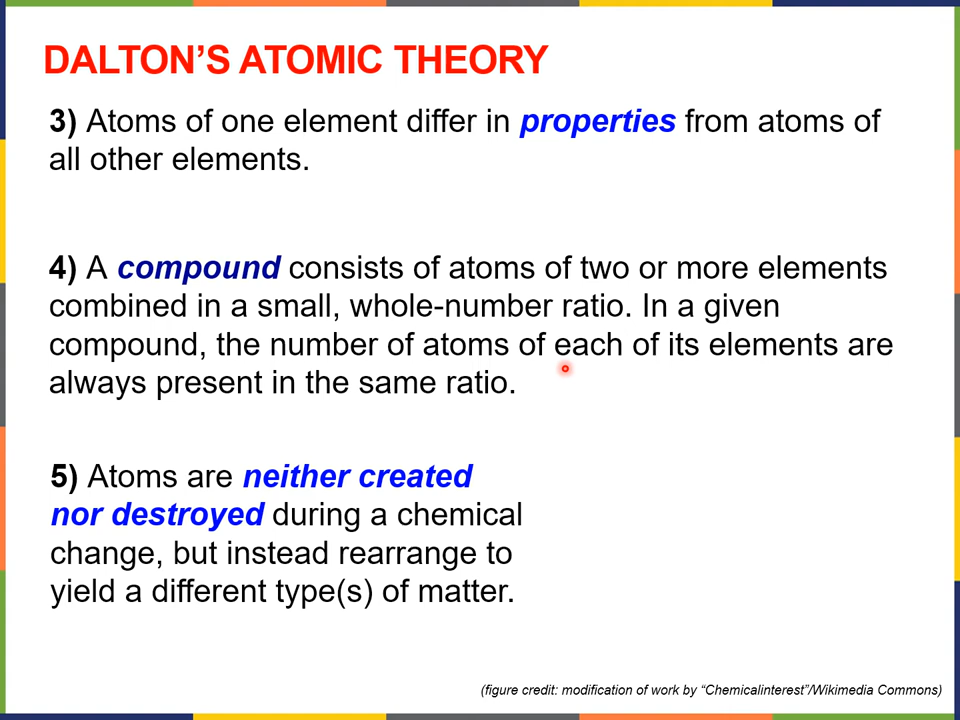 DALTON’S ATOMIC THEORY
3) Atoms of one element differ in properties from atoms of
all other elements.
4) A compound consists of atoms of two or more elements
combined in a small, whole-number ratio. In a given
compound, the number of atoms of each of its elements are
always present in the same ratio.
5) Atoms are neither created
nor destroyed during a chemical
change, but instead rearrange to
yield a different type(s) of matter.
(figure credit: modification of work by “Chemicalinterest”/Wikimedia Commons)